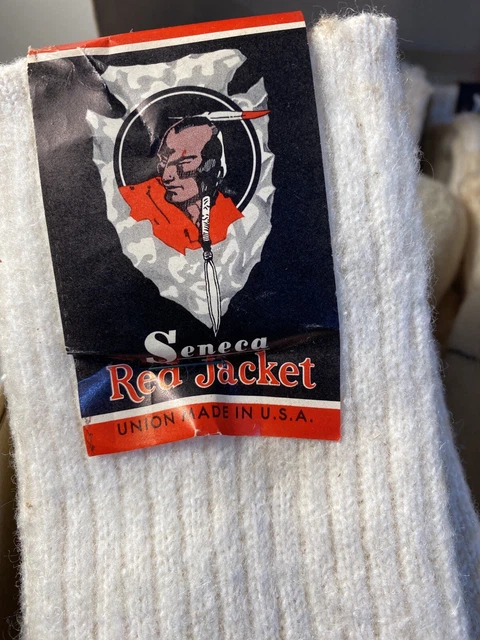 Seneca
Red Jacket
UNION MADE IN U.S.A.